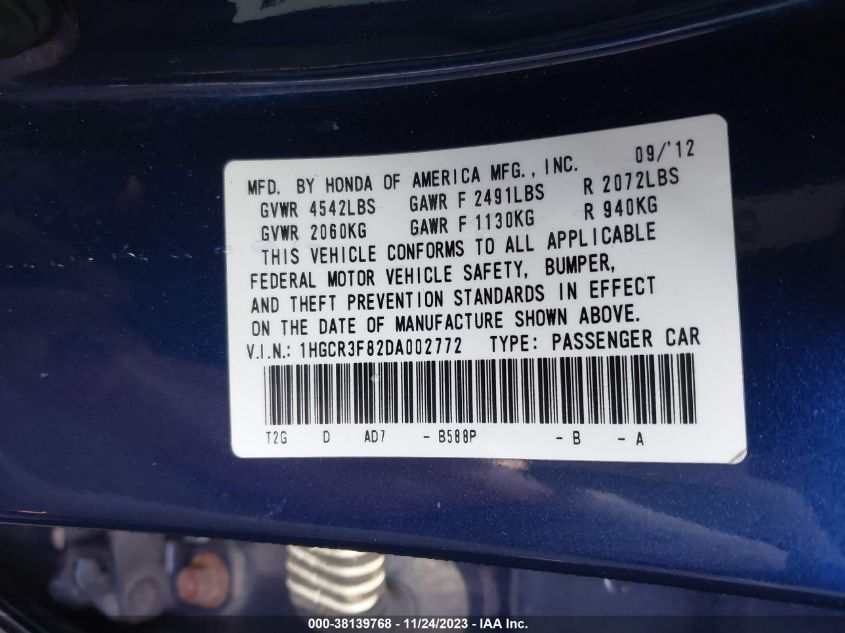 09/'12
MFD. BY HONDA OF AMERICA MFG., INC.
GVWR 4542LBS GAWR F 2491LBS R 2072LBS
GVWR 2060KG GAWR F 1130KG R 940KG
THIS VEHICLE CONFORMS TO ALL APPLICABLE
FEDERAL MOTOR VEHICLE SAFETY, BUMPER,
AND THEFT PREVENTION STANDARDS IN EFFECT
ON THE DATE OF MANUFACTURE SHOWN ABOVE.
V.I.N.: 1HGCR3F82DA002772 TYPE: PASSENGER CAR
T2G D AD7 - B588P - B - A
000-38139768 - 11/24/2023 - IAA Inc.